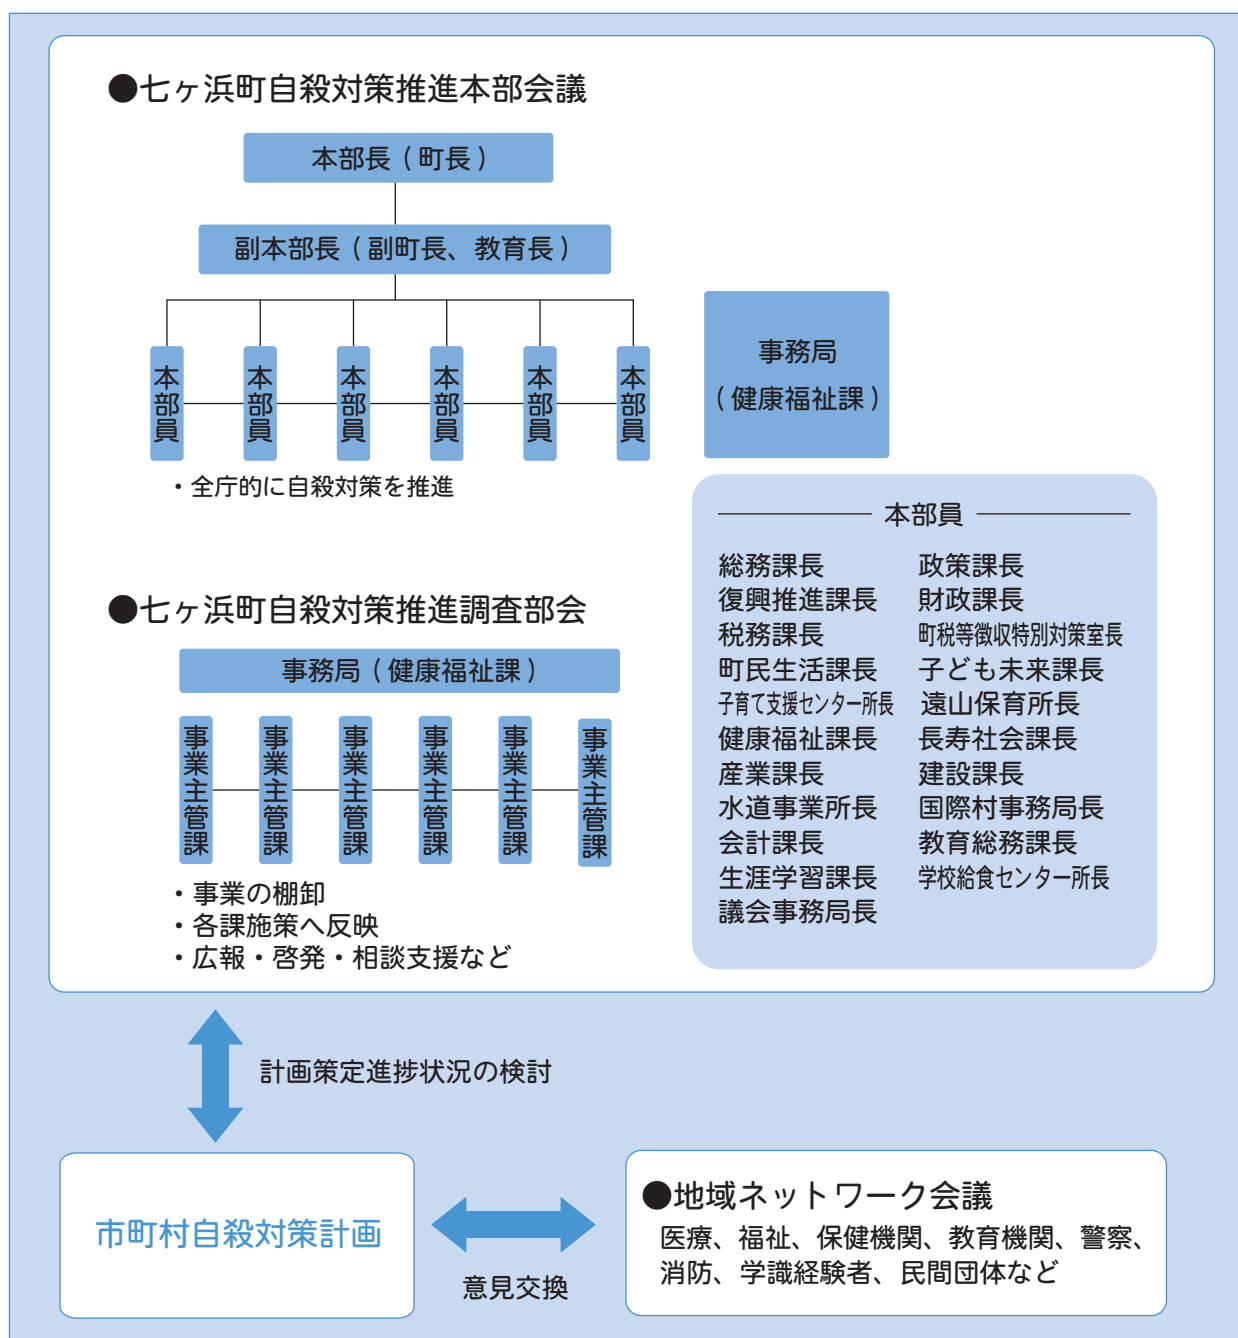 ●七ヶ浜町自殺対策推進本部会議
本部長（町長）
副本部長（副町長、教育長）
本部員
本部員
本部員
本部員
本部員
本部員
・全庁的に自殺対策を推進
事務局
（健康福祉課）
本部員
総務課長 政策課長
復興推進課長 財政課長
税務課長 町税等徴収特別対策室長
町民生活課長 子ども未来課長
子育て支援センター所長 遠山保育所長
健康福祉課長 長寿社会課長
産業課長 建設課長
水道事業所長 国際村事務局長
会計課長 教育総務課長
生涯学習課長 学校給食センター所長
議会事務局長
●七ヶ浜町自殺対策推進調査部会
事務局（健康福祉課）
事業主管課
事業主管課
事業主管課
事業主管課
事業主管課
事業主管課
・事業の棚卸
・各課施策へ反映
・広報・啓発・相談支援など
計画策定進捗状況の検討
市町村自殺対策計画
意見交換
●地域ネットワーク会議
医療、福祉、保健機関、教育機関、警察、
消防、学識経験者、民間団体など